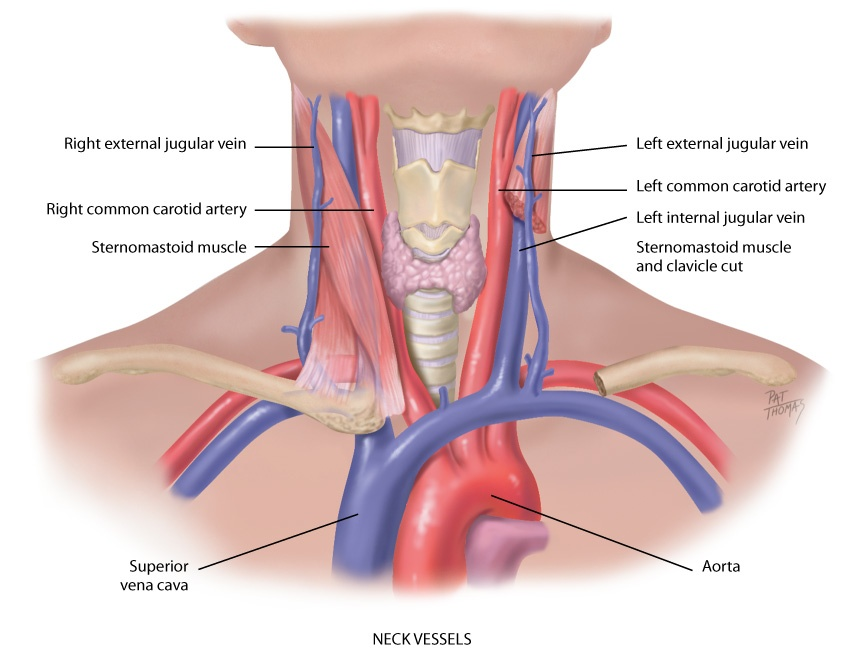 Right external jugular vein
Right common carotid artery
Sternomastoid muscle
Left external jugular vein
Left common carotid artery
Left internal jugular vein
Sternomastoid muscle
and clavicle cut
PAT
THOMAS
Superior
vena cava
Aorta
NECK VESSELS